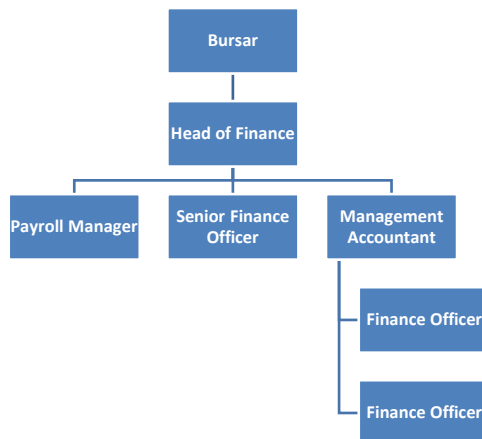 Bursar
Head of Finance
Payroll Manager
Senior Finance
Officer
Management
Accountant
Finance Officer
Finance Officer